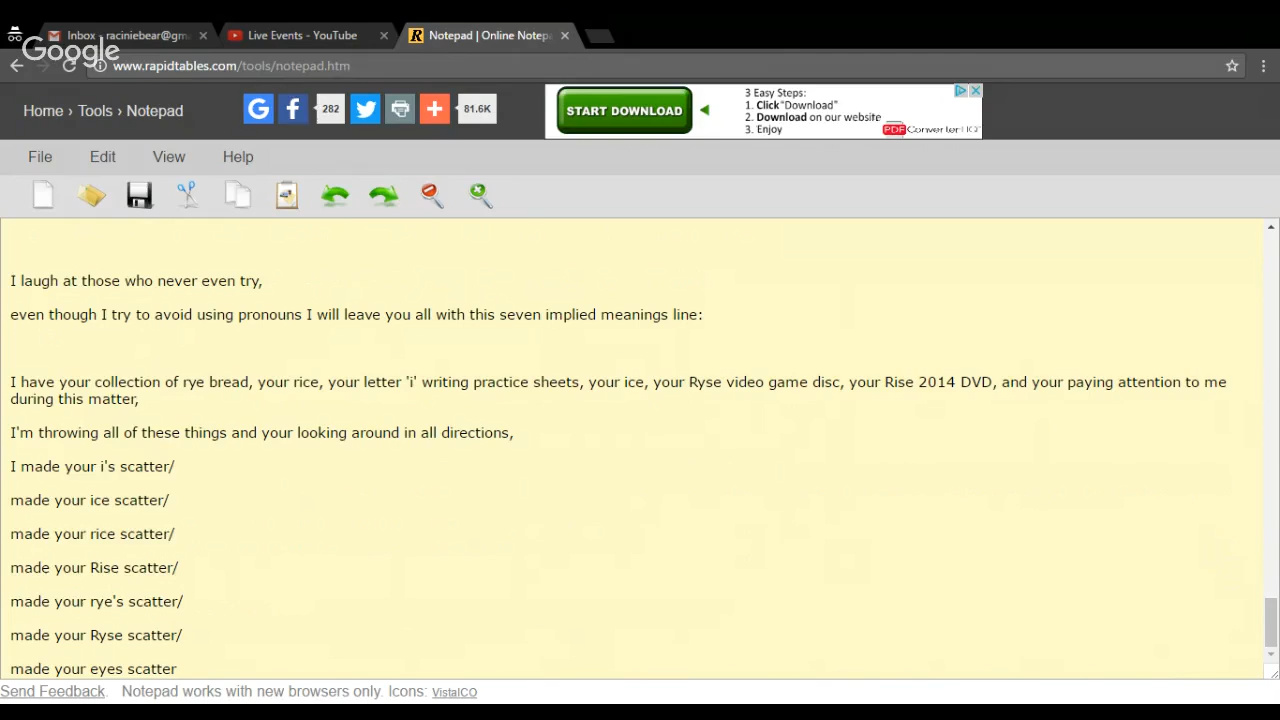 Inbox - raciniebear@gm
Live Events - YouTube
Notepad | Online Notepa
Google
www.rapidtables.com/tools/notepad.htm
Home › Tools › Notepad
282
81.6K
START DOWNLOAD
3 Easy Steps:
1. Click "Download"
2. Download on our website
3. Enjoy
PDF ConverterHQ
File Edit View Help
I laugh at those who never even try,
even though I try to avoid using pronouns I will leave you all with this seven implied meanings line:
I have your collection of rye bread, your rice, your letter 'i' writing practice sheets, your ice, your Ryse video game disc, your Rise 2014 DVD, and your paying attention to me
during this matter,
I'm throwing all of these things and your looking around in all directions,
I made your i's scatter/
made your ice scatter/
made your rice scatter/
made your Rise scatter/
made your rye's scatter/
made your Ryse scatter/
made your eyes scatter
Send Feedback. Notepad works with new browsers only. Icons: VistaICO